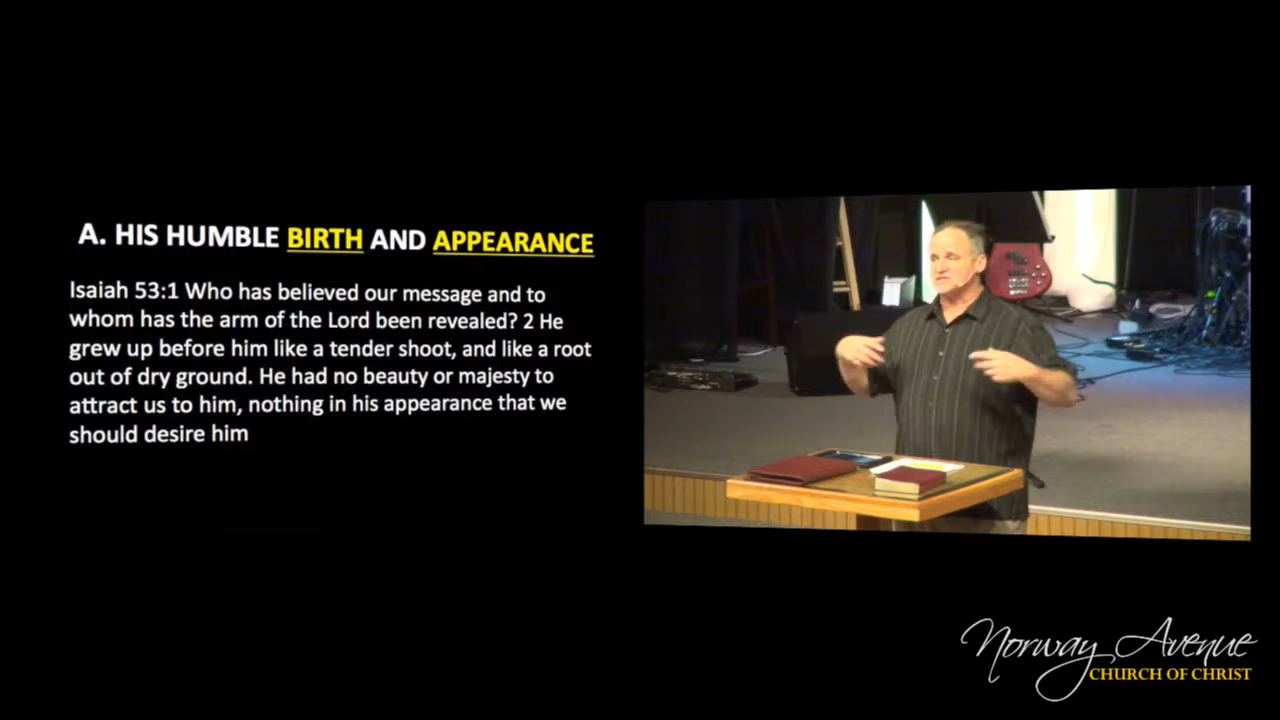 A. HIS HUMBLE BIRTH AND APPEARANCE
Isaiah 53:1 Who has believed our message and to
whom has the arm of the Lord been revealed? 2 He
grew up before him like a tender shoot, and like a root
out of dry ground. He had no beauty or majesty to
attract us to him, nothing in his appearance that we
should desire him
Norway Avenue
CHURCH OF CHRIST